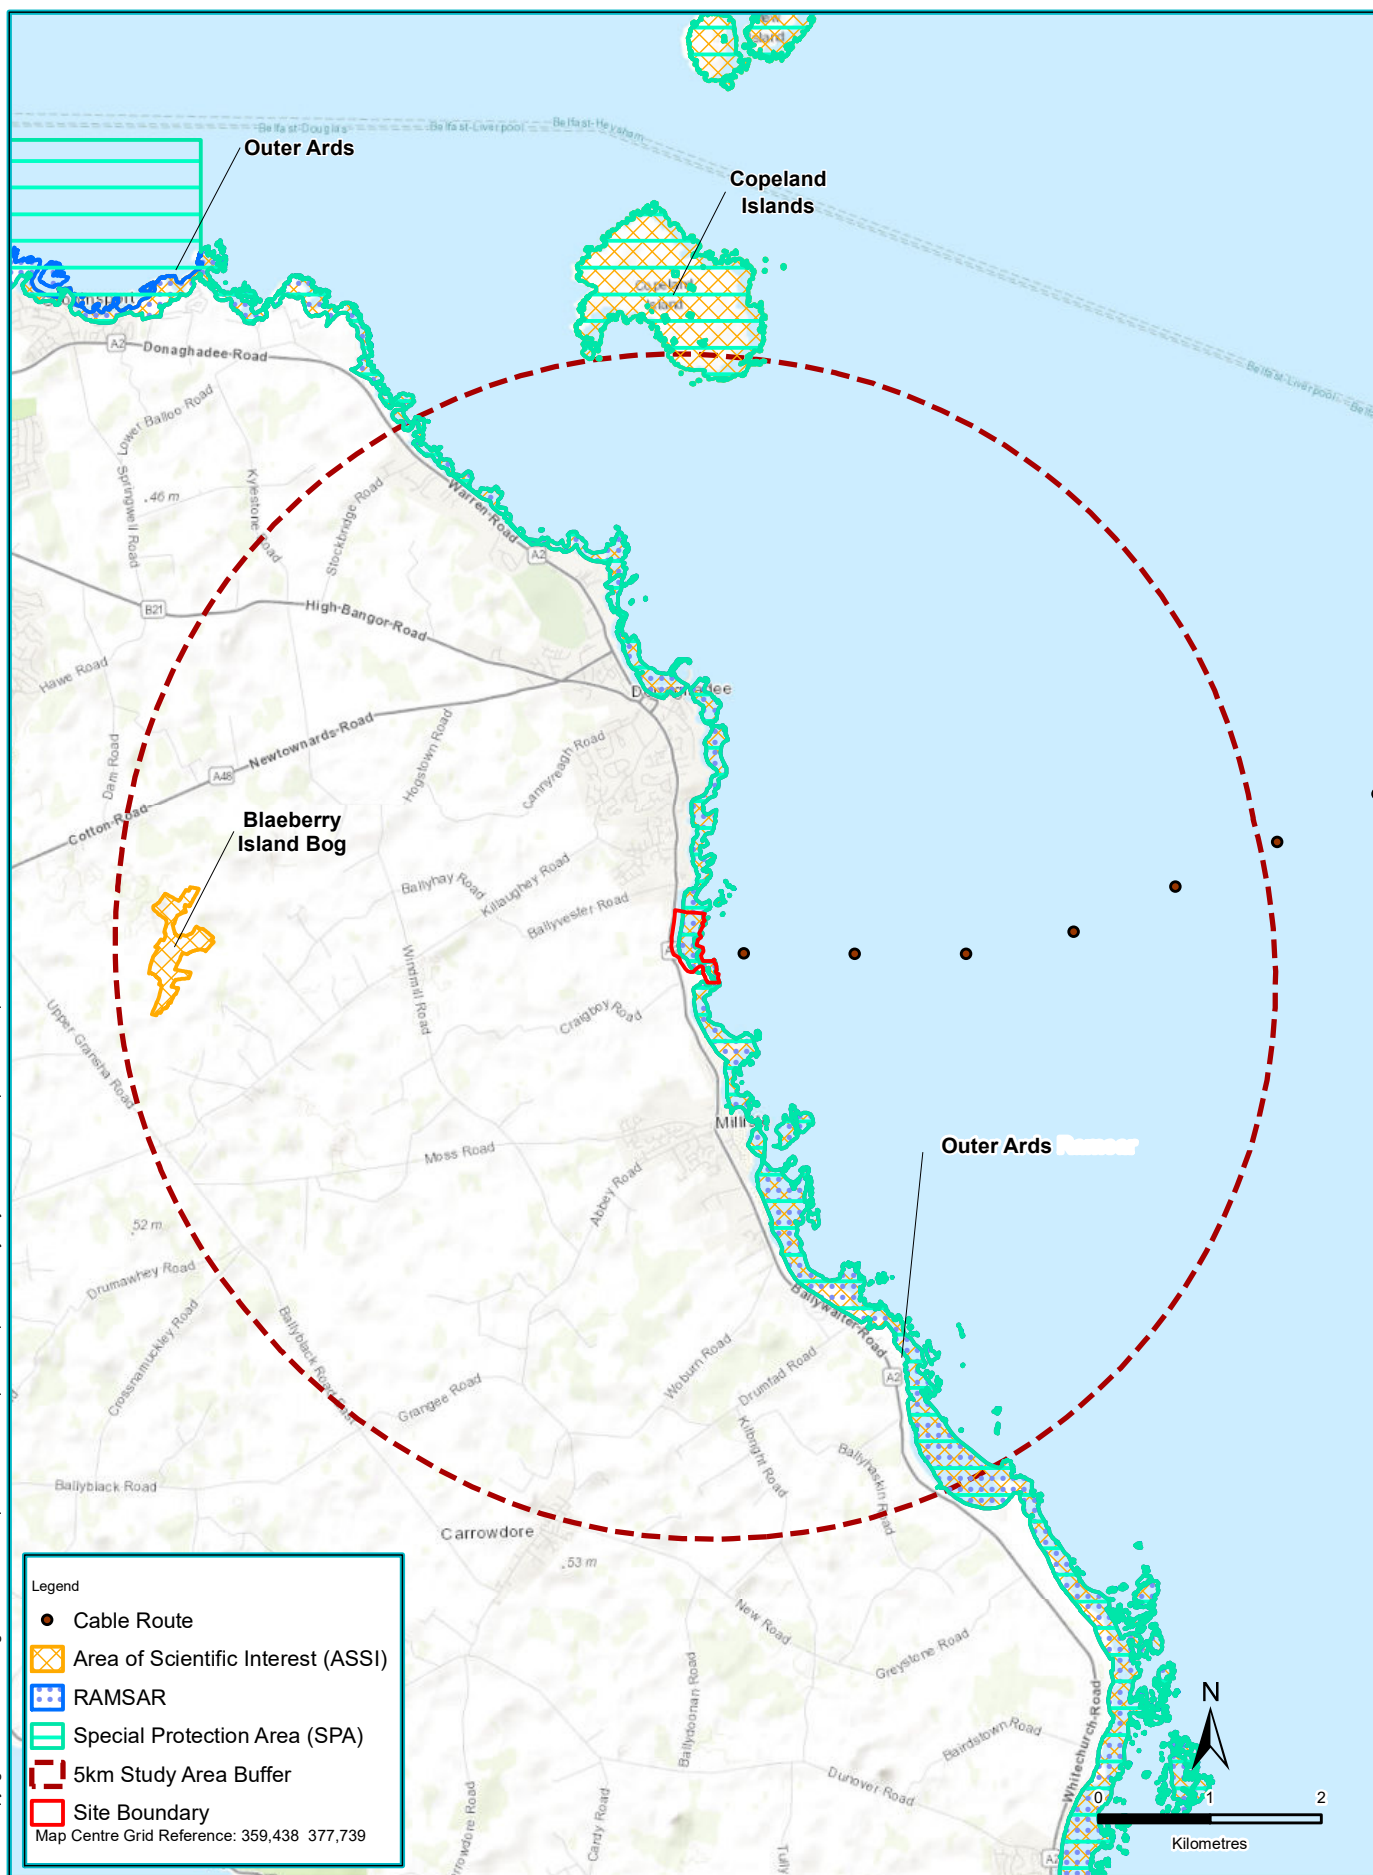 Belfast-Douglas
Belfast-Liverpool
Belfast-Heysham
Outer Ards
Copeland
Islands
Copeland
Island
A2
Donaghadee Road
Belfast-Liverpool
Lower Balloo Road
Springwell Road
46 m
Kylestone Road
Stockbridge Road
Warren Road
A2
B21
High Bangor Road
Hawe Road
Donaghadee
Newtownards Road
A48
Hogstown Road
Cannyreagh Road
Dam Road
Cotton Road
Blaeberry
Island Bog
Ballyhay Road
Killaughey Road
Ballyvester Road
Windmill Road
Craigboy Road
Upper Gransha Road
Moss Road
Abbey Road
Outer Ards
52 m
Drumawhey Road
Crossnamuckley Road
Ballyblack Road East
Ballywalter Road
Woburn Road
Drumfad Road
A2
Grangee Road
Kilbright Road
Ballyhaskin Road
Ballyblack Road
Carrowdore
53 m
New Road
Greystone Road
Ballydoonan Road
Bairdstown Road
Whitechurch Road
Dunover Road
Cardy Road
A2
Legend
Cable Route
Area of Scientific Interest (ASSI)
RAMSAR
Special Protection Area (SPA)
5km Study Area Buffer
Site Boundary
Map Centre Grid Reference: 359,438 377,739
N
0 1 2
Kilometres